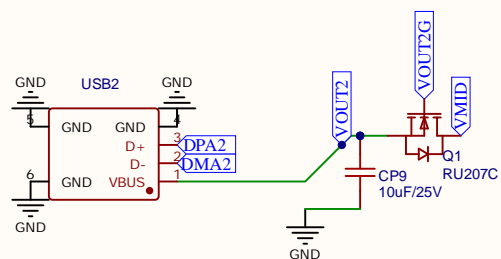 GND
USB2
GND
VOUT2
VOUT2G
VMID
5
GND
GND
4
D+
3
DPA2
D-
2
DMA2
6
GND
VBUS
1
GND
CP9
10uF/25V
Q1
RU207C
GND